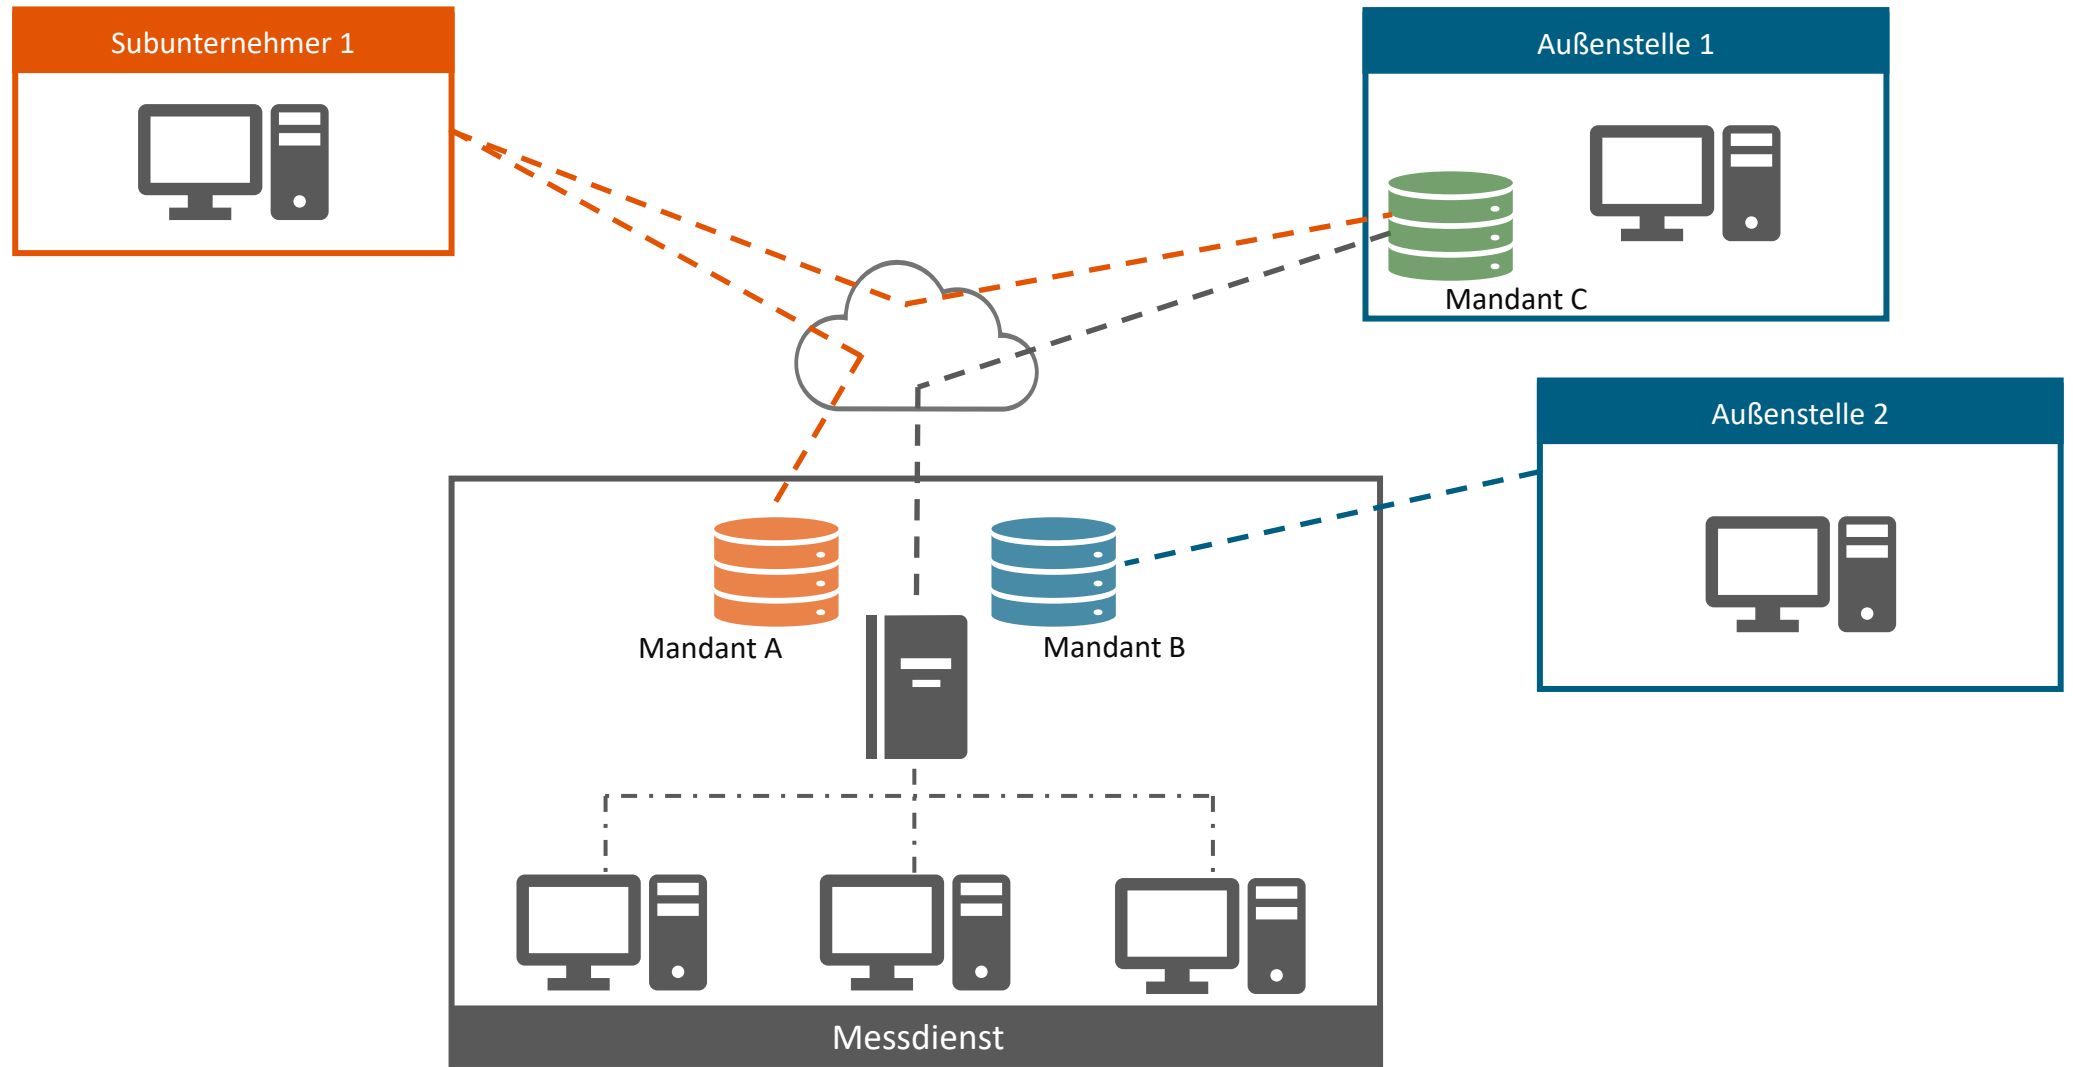 Subunternehmer 1
Außenstelle 1
Mandant C
Außenstelle 2
Mandant A
Mandant B
Messdienst